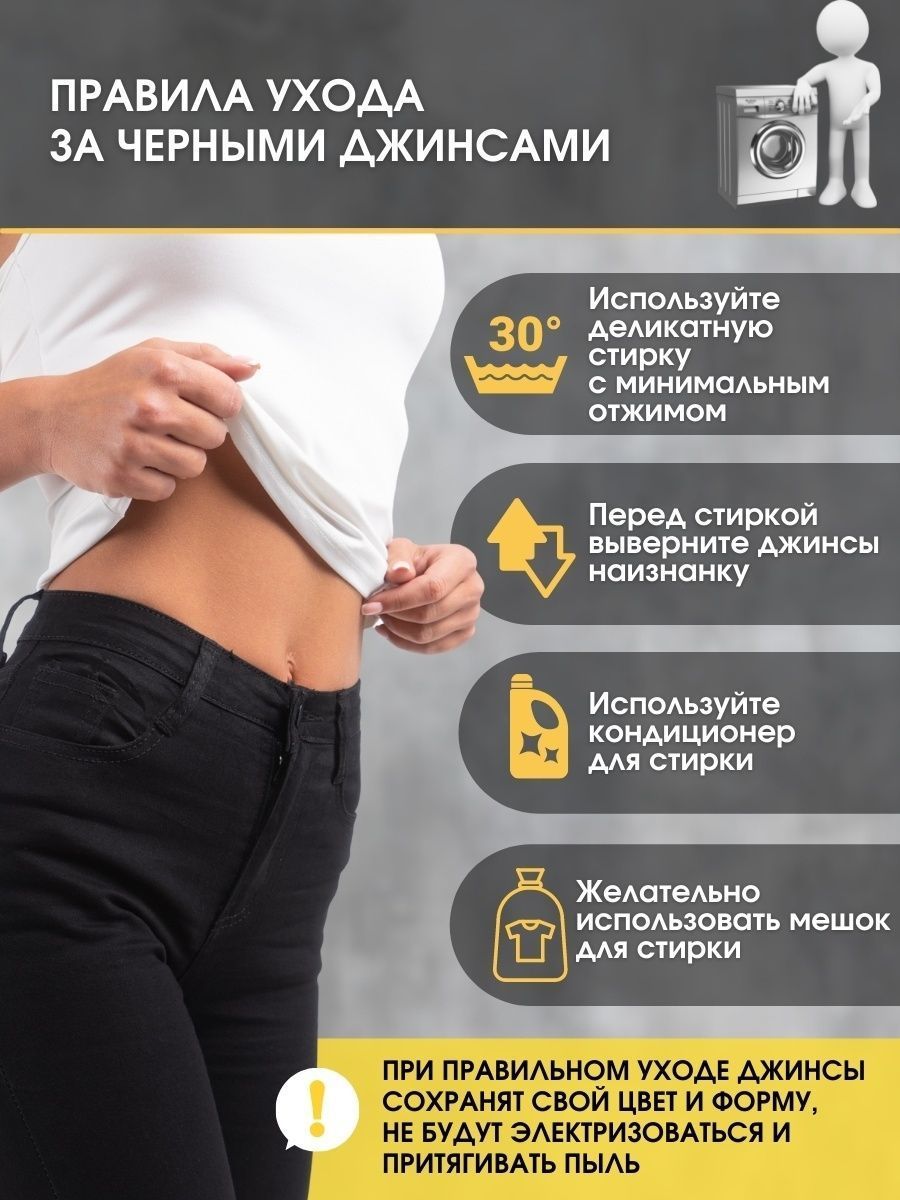 ПРАВИЛА УХОДА
ЗА ЧЕРНЫМИ ДЖИНСАМИ
30°
Используйте
деликатную
стирку
с минимальным
отжимом
Перед стиркой
выверните джинсы
наизнанку
Используйте
кондиционер
для стирки
Желательно
использовать мешок
для стирки
ПРИ ПРАВИЛЬНОМ УХОДЕ ДЖИНСЫ
СОХРАНЯТ СВОЙ ЦВЕТ И ФОРМУ,
НЕ БУДУТ ЭЛЕКТРИЗОВАТЬСЯ И
ПРИТЯГИВАТЬ ПЫЛЬ